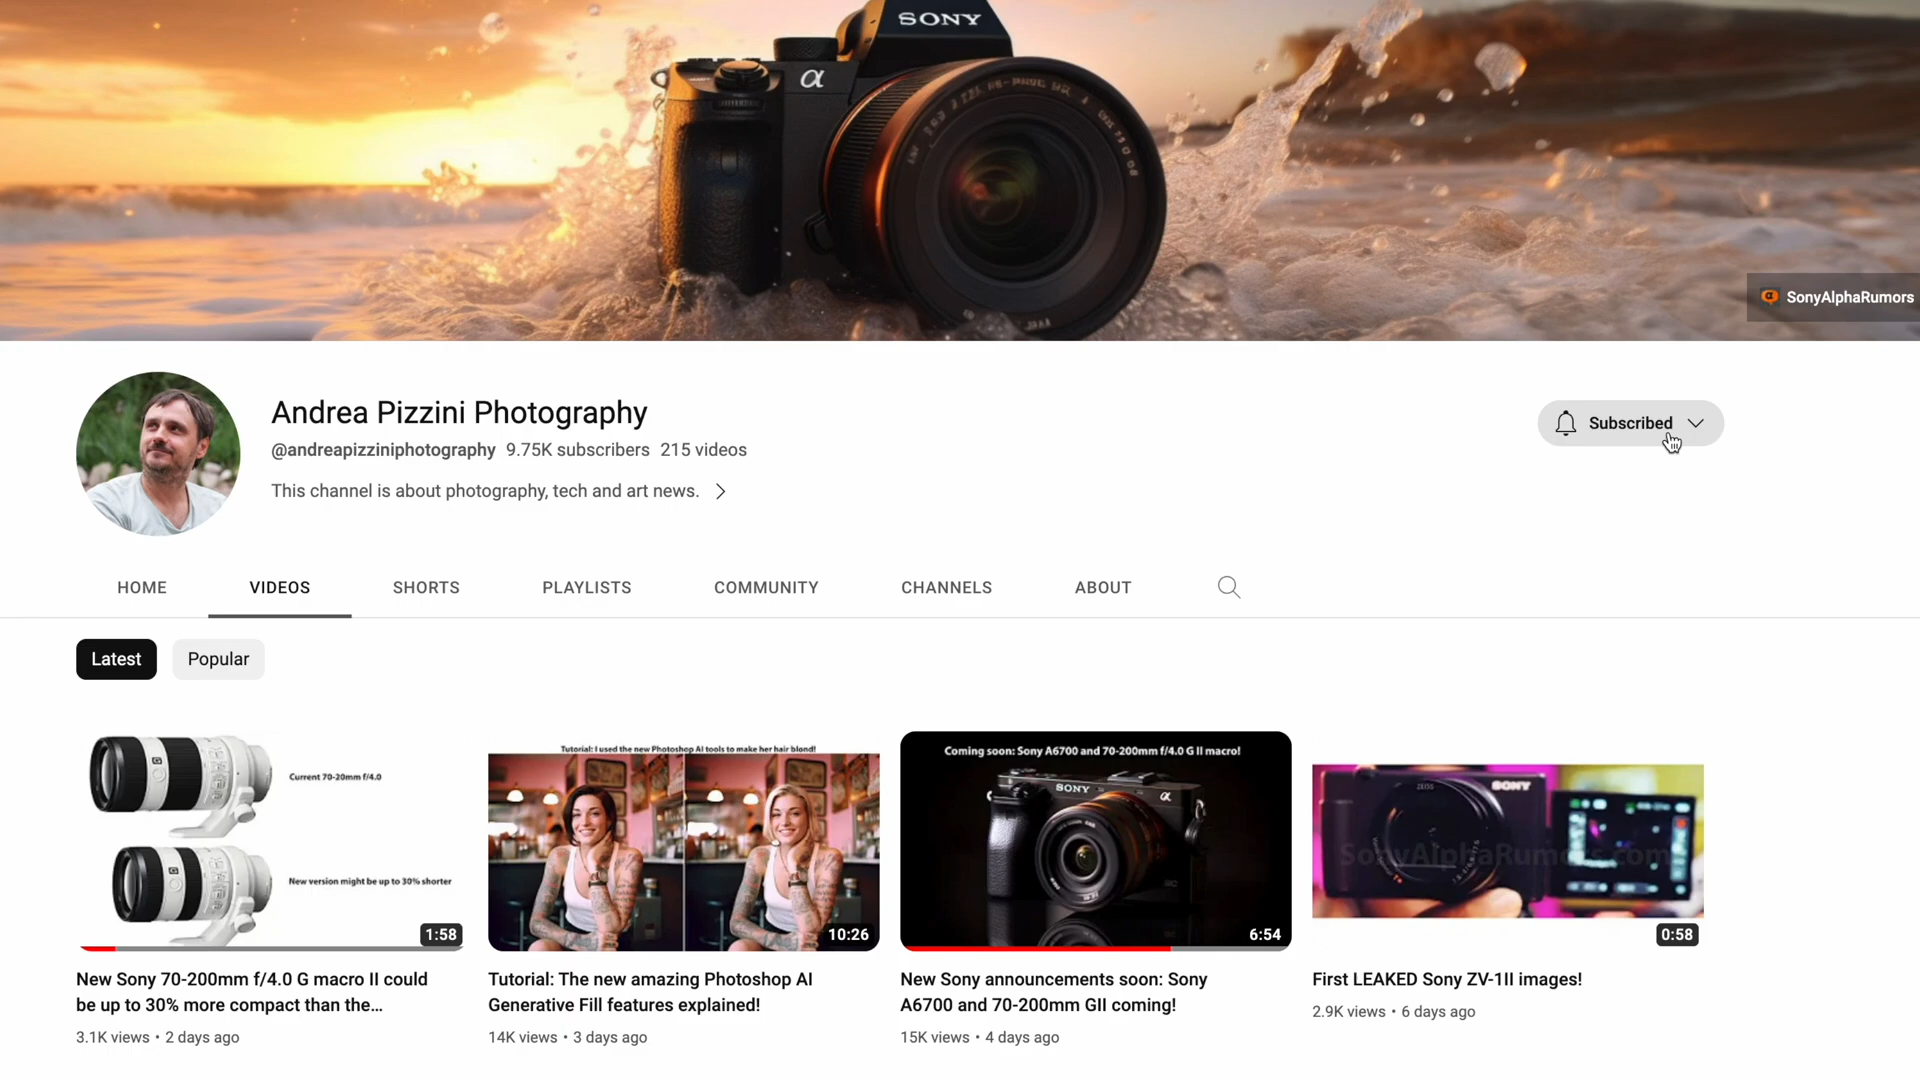 SONY
α
SonyAlphaRumors
Andrea Pizzini Photography
@andreapizziniphotography 9.75K subscribers 215 videos
This channel is about photography, tech and art news.
Subscribed
HOME VIDEOS SHORTS PLAYLISTS COMMUNITY CHANNELS ABOUT
Latest Popular
Current 70-20mm f/4.0
New version might be up to 30% shorter
1:58
Tutorial: I used the new Photoshop AI tools to make her hair blond!
10:26
Coming soon: Sony A6700 and 70-200mm f/4.0 G II macro!
SONY
α
6:54
ZEISS
SONY
SonyAlphaRumors.com
0:58
New Sony 70-200mm f/4.0 G macro II could
be up to 30% more compact than the...
3.1K views • 2 days ago
Tutorial: The new amazing Photoshop AI
Generative Fill features explained!
14K views • 3 days ago
New Sony announcements soon: Sony
A6700 and 70-200mm GII coming!
15K views • 4 days ago
First LEAKED Sony ZV-1II images!
2.9K views • 6 days ago